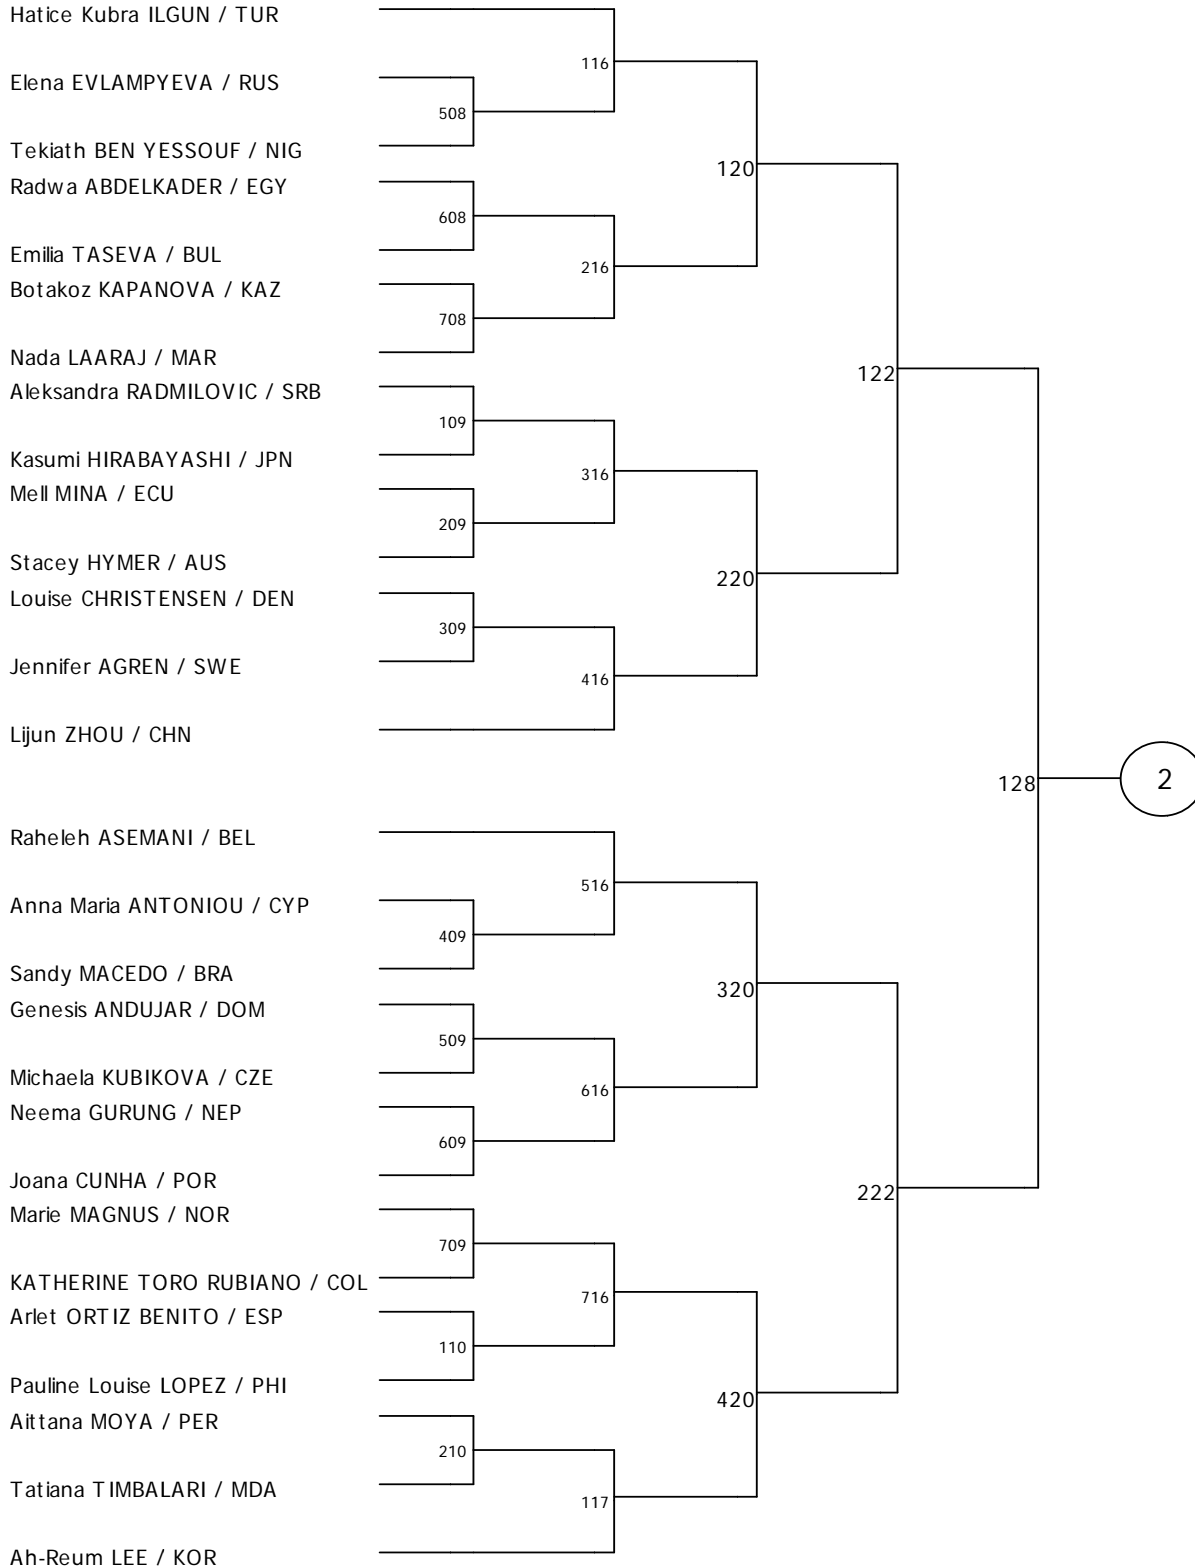 Hatice Kubra ILGUN / TUR
116
Elena EVLAMPYEVA / RUS
508
Tekiath BEN YESSOUF / NIG
120
Radwa ABDELKADER / EGY
608
Emilia TASEVA / BUL
216
Botakoz KAPANOVA / KAZ
708
Nada LAARAJ / MAR
122
Aleksandra RADMILOVIC / SRB
109
Kasumi HIRABAYASHI / JPN
316
Mell MINA / ECU
209
Stacey HYMER / AUS
220
Louise CHRISTENSEN / DEN
309
Jennifer AGREN / SWE
416
Lijun ZHOU / CHN
128
2
Raheleh ASEMANI / BEL
516
Anna Maria ANTONIOU / CYP
409
Sandy MACEDO / BRA
320
Genesis ANDUJAR / DOM
509
Michaela KUBIKOVA / CZE
616
Neema GURUNG / NEP
609
Joana CUNHA / POR
222
Marie MAGNUS / NOR
709
KATHERINE TORO RUBIANO / COL
716
Arlet ORTIZ BENITO / ESP
110
Pauline Louise LOPEZ / PHI
420
Aittana MOYA / PER
210
Tatiana TIMBALARI / MDA
117
Ah-Reum LEE / KOR